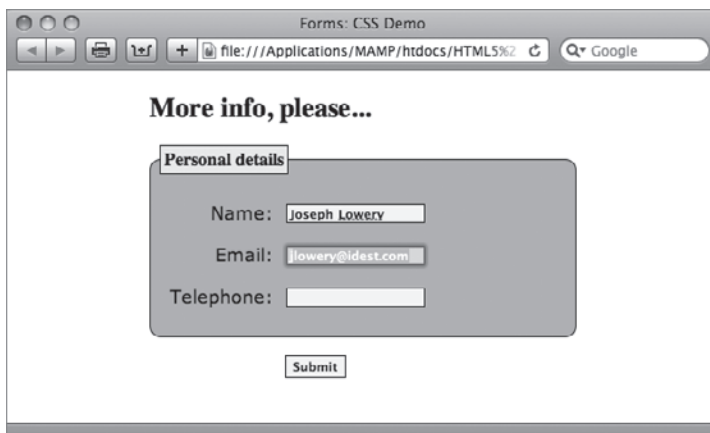 Forms: CSS Demo
file:///Applications/MAMP/htdocs/HTML5%2
Google
More info, please...
Personal details
Name: Joseph Lowery
Email: jlowery@idest.com
Telephone:
Submit